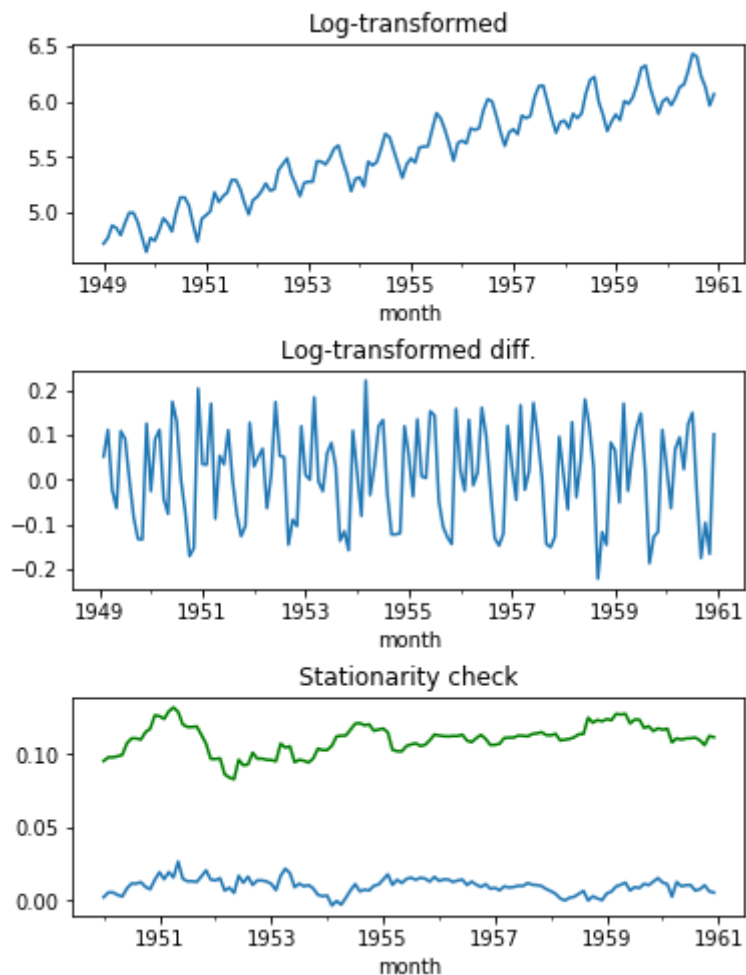 Log-transformed
6.5
6.0
5.5
5.0
1949 1951 1953 1955 1957 1959 1961
month
Log-transformed diff.
0.2
0.1
0.0
−0.1
−0.2
1949 1951 1953 1955 1957 1959 1961
month
Stationarity check
0.10
0.05
0.00
1951 1953 1955 1957 1959 1961
month